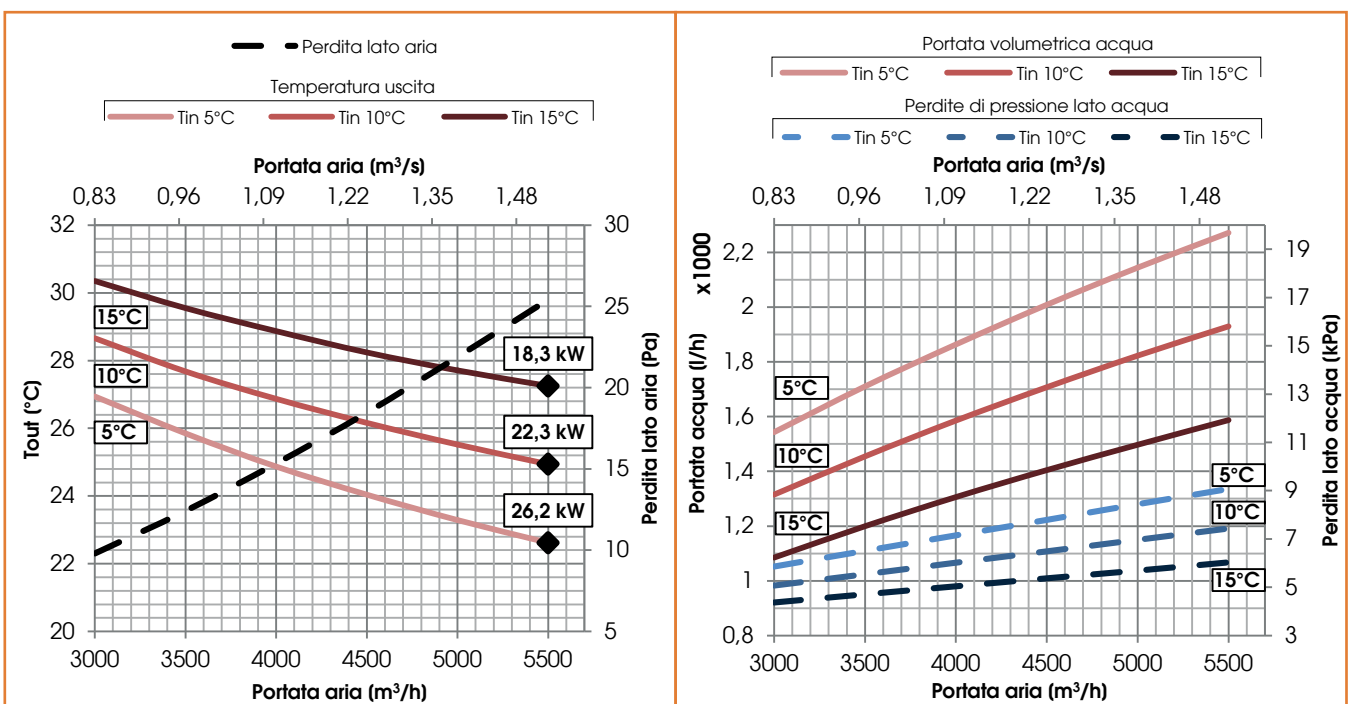 Perdita lato aria
Temperatura uscita
Tin 5°C Tin 10°C Tin 15°C
Portata aria (m³/s)
0,83 0,96 1,09 1,22 1,35 1,48
32 30
30 25
28 20
26 15
24 10
22 5
20
Tout (°C)
Perdita lato aria (Pa)
15°C
10°C
5°C
18,3 kW
22,3 kW
26,2 kW
3000 3500 4000 4500 5000 5500
Portata aria (m³/h)
Portata volumetrica acqua
Tin 5°C Tin 10°C Tin 15°C
Perdite di pressione lato acqua
Tin 5°C Tin 10°C Tin 15°C
Portata aria (m³/s)
0,83 0,96 1,09 1,22 1,35 1,48
x1000
Portata acqua (l/h)
2,2
2
1,8
1,6
1,4
1,2
1
0,8
19
17
15
13
11
9
7
5
3
Perdita lato acqua (kPa)
5°C
10°C
15°C
5°C
10°C
15°C
3000 3500 4000 4500 5000 5500
Portata aria (m³/h)